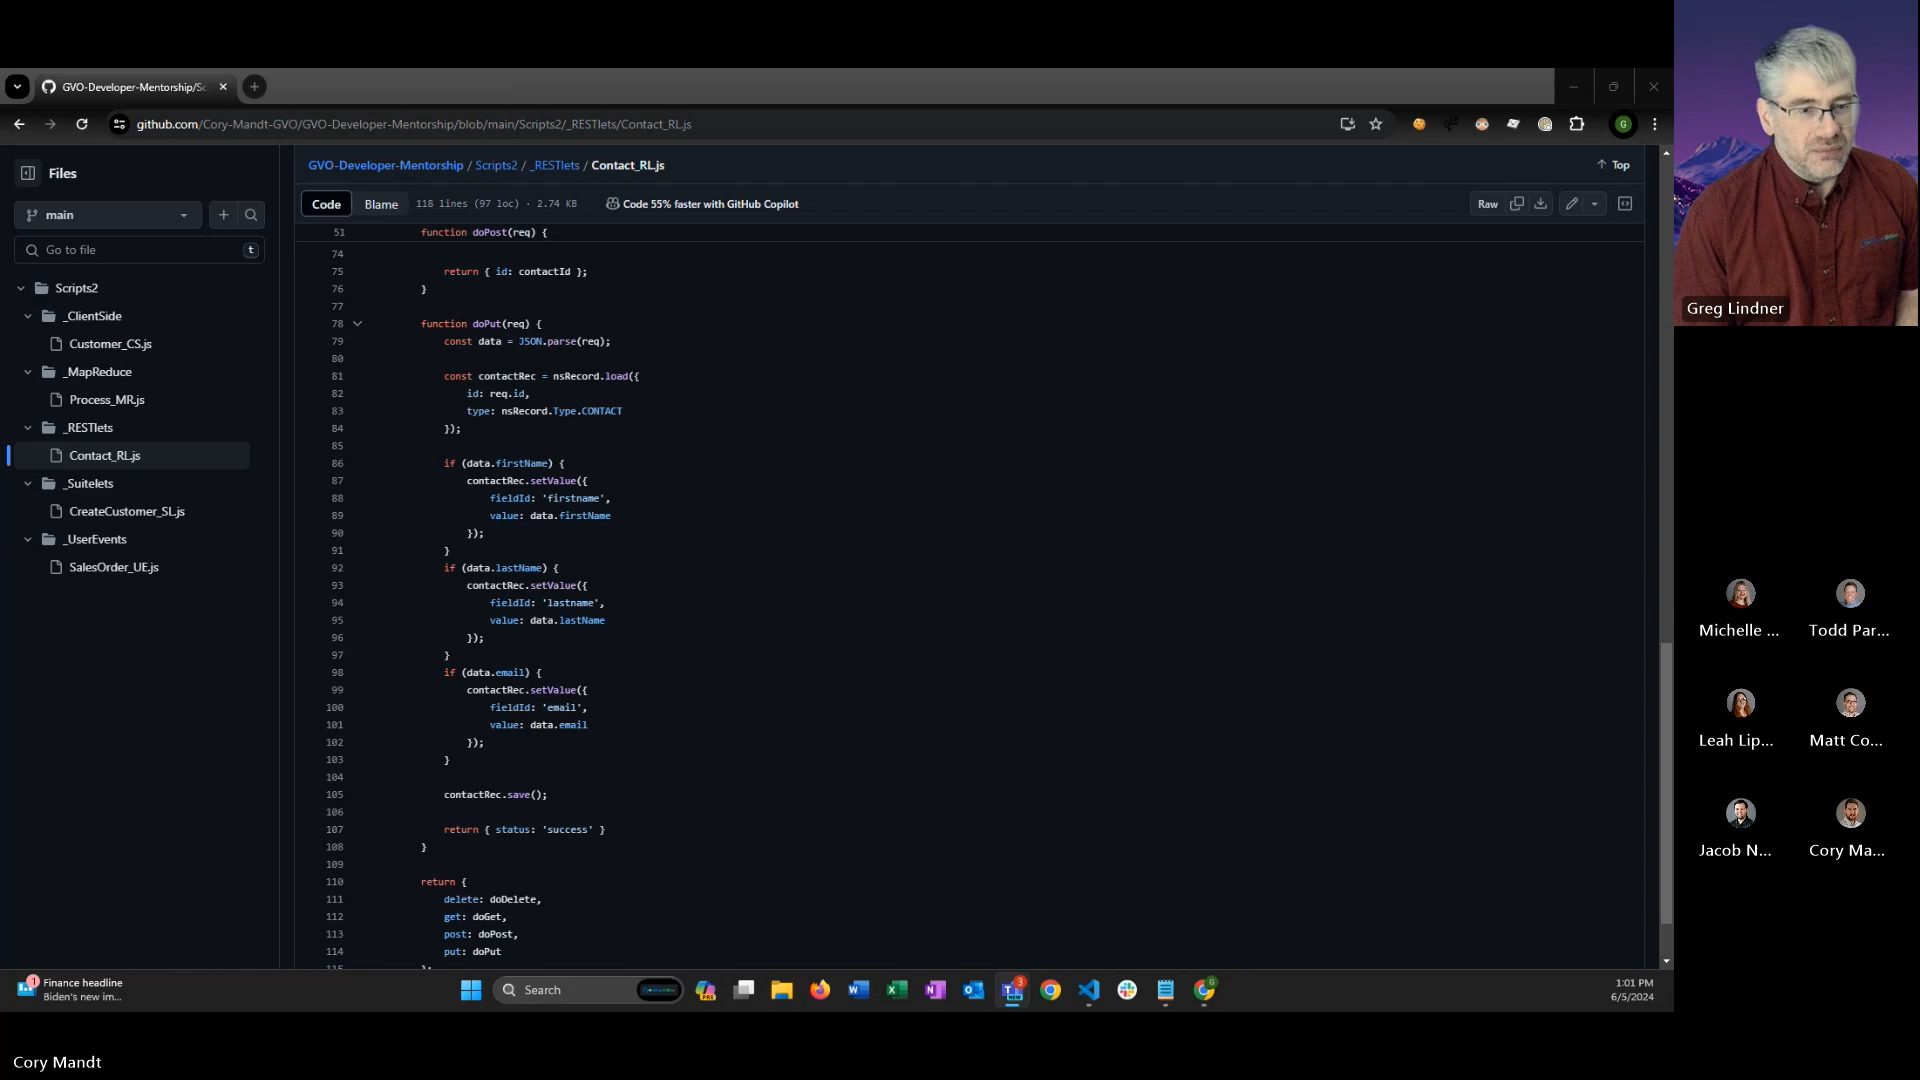 GVO-Developer-Mentorship/Sc
github.com/Cory-Mandt-GVO/GVO-Developer-Mentorship/blob/main/Scripts2/_RESTlets/Contact_RL.js
G
Files
main
Go to file
t
Scripts2
_ClientSide
Customer_CS.js
_MapReduce
Process_MR.js
_RESTlets
Contact_RL.js
_Suitelets
CreateCustomer_SL.js
_UserEvents
SalesOrder_UE.js
GVO-Developer-Mentorship / Scripts2 / _RESTlets / Contact_RL.js
Top
Code
Blame
118 lines (97 loc) · 2.74 KB
Code 55% faster with GitHub Copilot
Raw
51 function doPost(req) {
74
75 return { id: contactId };
76 }
77
78 function doPut(req) {
79 const data = JSON.parse(req);
80
81 const contactRec = nsRecord.load({
82 id: req.id,
83 type: nsRecord.Type.CONTACT
84 });
85
86 if (data.firstName) {
87 contactRec.setValue({
88 fieldId: 'firstname',
89 value: data.firstName
90 });
91 }
92 if (data.lastName) {
93 contactRec.setValue({
94 fieldId: 'lastname',
95 value: data.lastName
96 });
97 }
98 if (data.email) {
99 contactRec.setValue({
100 fieldId: 'email',
101 value: data.email
102 });
103 }
104
105 contactRec.save();
106
107 return { status: 'success' }
108 }
109
110 return {
111 delete: doDelete,
112 get: doGet,
113 post: doPost,
114 put: doPut
Greg Lindner
Michelle ...
Todd Par...
Leah Lip...
Matt Co...
Jacob N...
Cory Ma...
1
Finance headline
Biden's new im...
Search
3
1:01 PM
6/5/2024
Cory Mandt